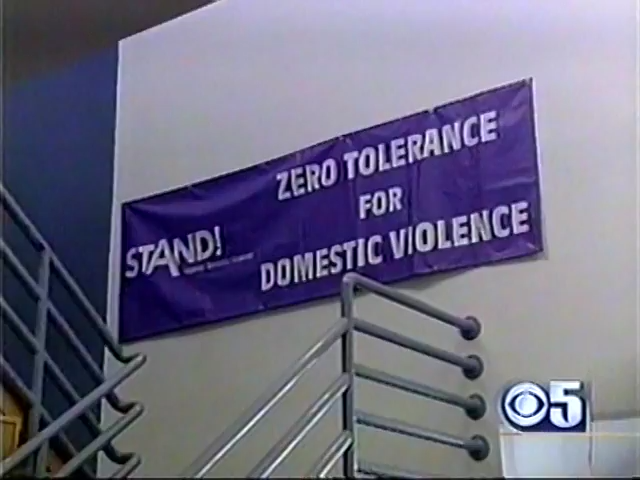 ZERO TOLERANCE
FOR
DOMESTIC VIOLENCE
STAND!
5